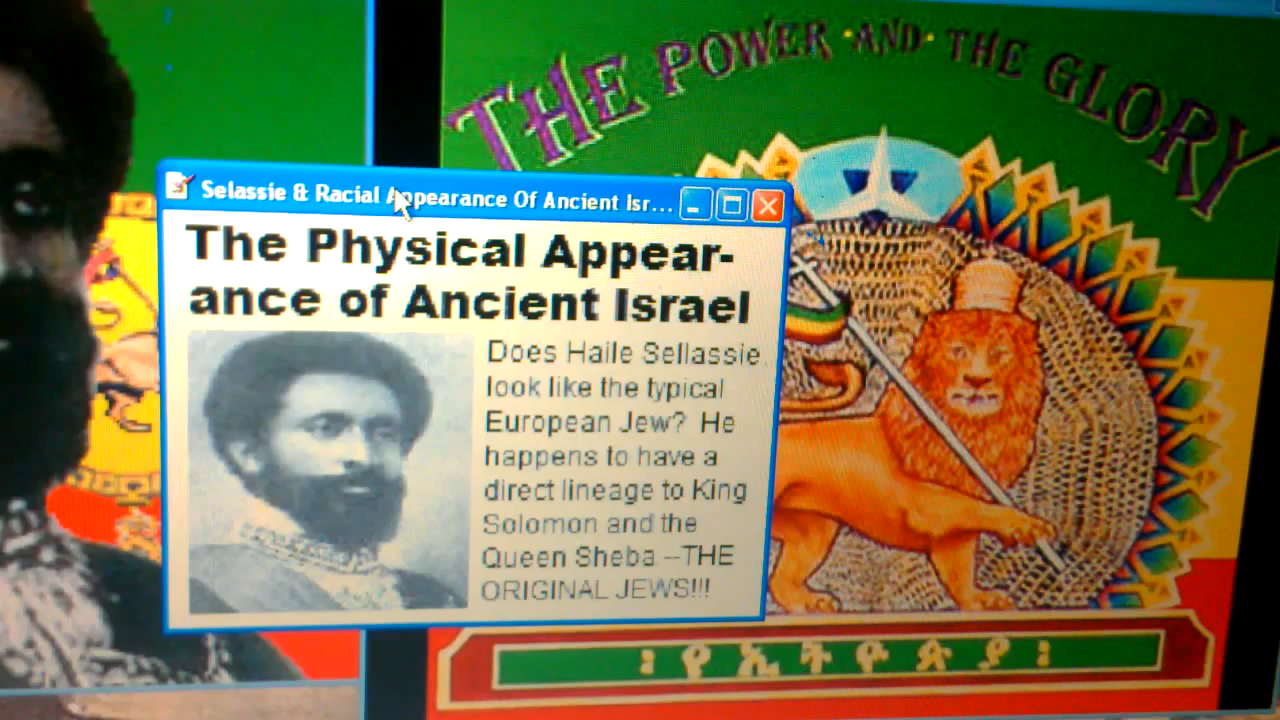 THE POWER AND THE GLORY
Selassie & Racial Appearance Of Ancient Isr...
The Physical Appear-
ance of Ancient Israel
Does Haile Sellassie
look like the typical
European Jew? He
happens to have a
direct lineage to King
Solomon and the
Queen Sheba --THE
ORIGINAL JEWS!!!
፡ የኢትዮጵያ ፡